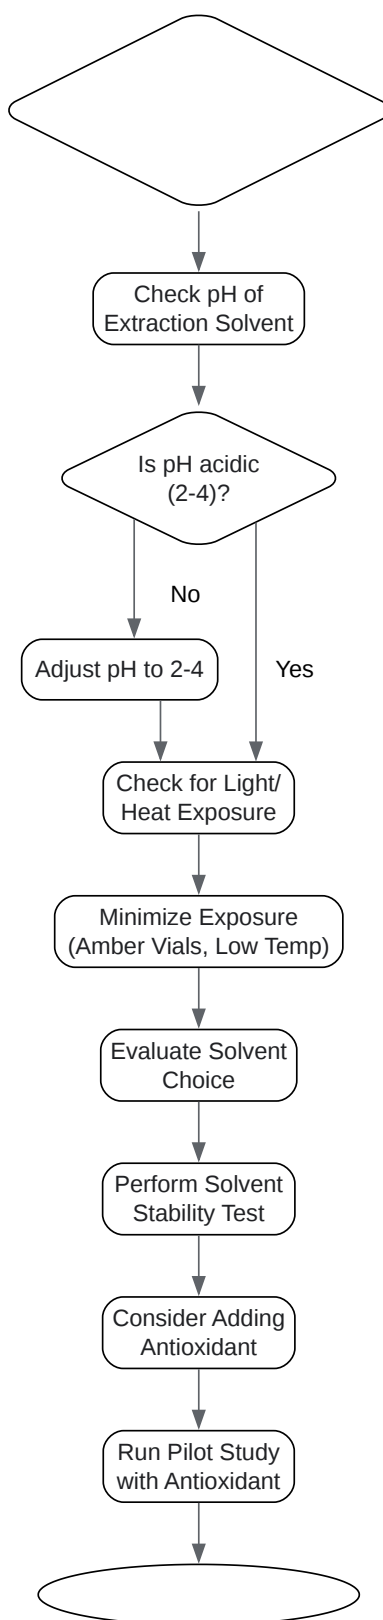 Check pH of
Extraction Solvent
Is pH acidic
(2-4)?
No
Adjust pH to 2-4
Yes
Check for Light/
Heat Exposure
Minimize Exposure
(Amber Vials, Low Temp)
Evaluate Solvent
Choice
Perform Solvent
Stability Test
Consider Adding
Antioxidant
Run Pilot Study
with Antioxidant